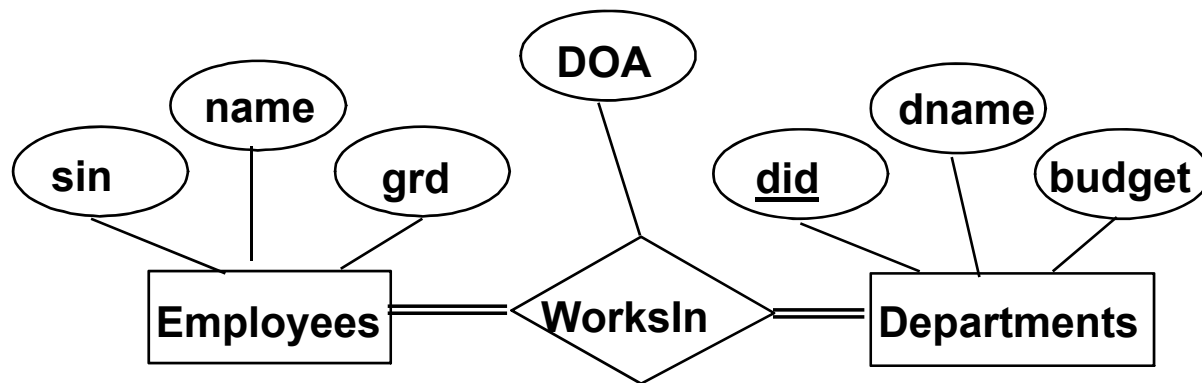 DOA
name
dname
sin
grd
did
budget
Employees
WorksIn
Departments